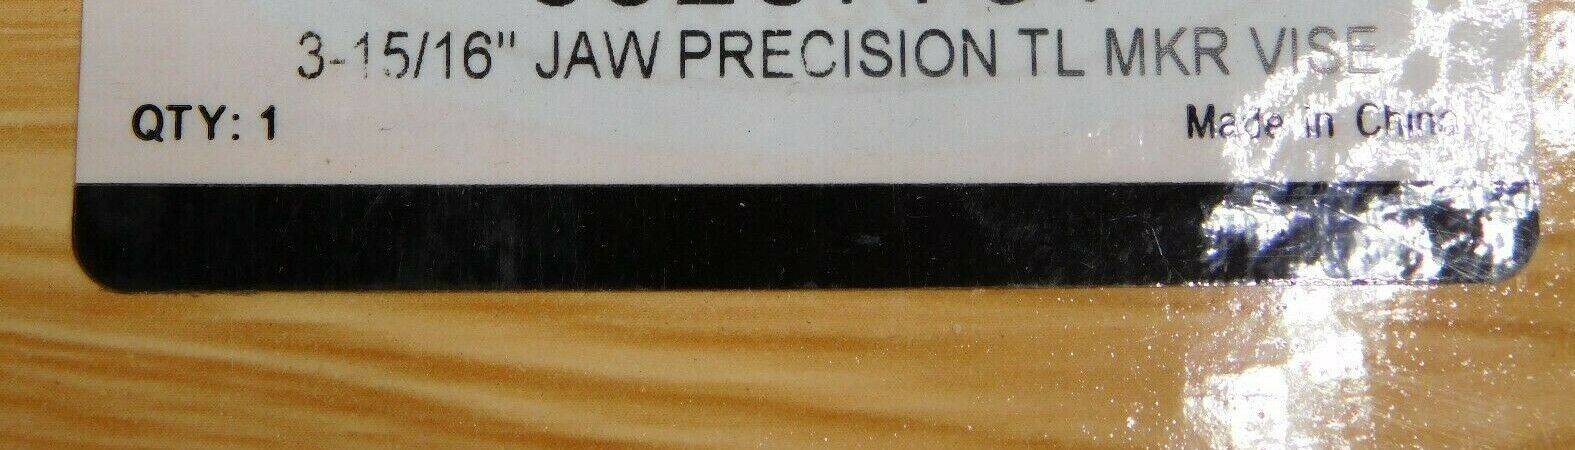 3-15/16" JAW PRECISION TL MKR VISE
QTY: 1
Made in China